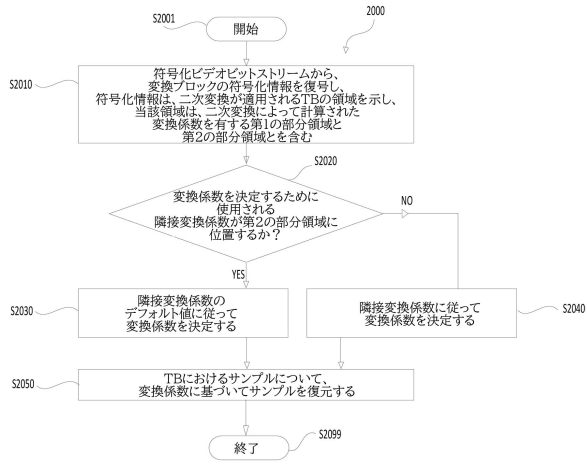 2000
S2001
開始
S2010
符号化ビデオビットストリームから、
変換ブロックの符号化情報を復号し、
符号化情報は、二次変換が適用されるTBの領域を示し、
当該領域は、二次変換によって計算された
変換係数を有する第1の部分領域と
第2の部分領域とを含む
S2020
変換係数を決定するために
使用される
隣接変換係数が第2の部分領域に
位置するか？
NO
YES
S2030
隣接変換係数の
デフォルト値に従って
変換係数を決定する
隣接変換係数に従って
変換係数を決定する
S2040
S2050
TBにおけるサンプルについて、
変換係数に基づいてサンプルを復元する
終了
S2099